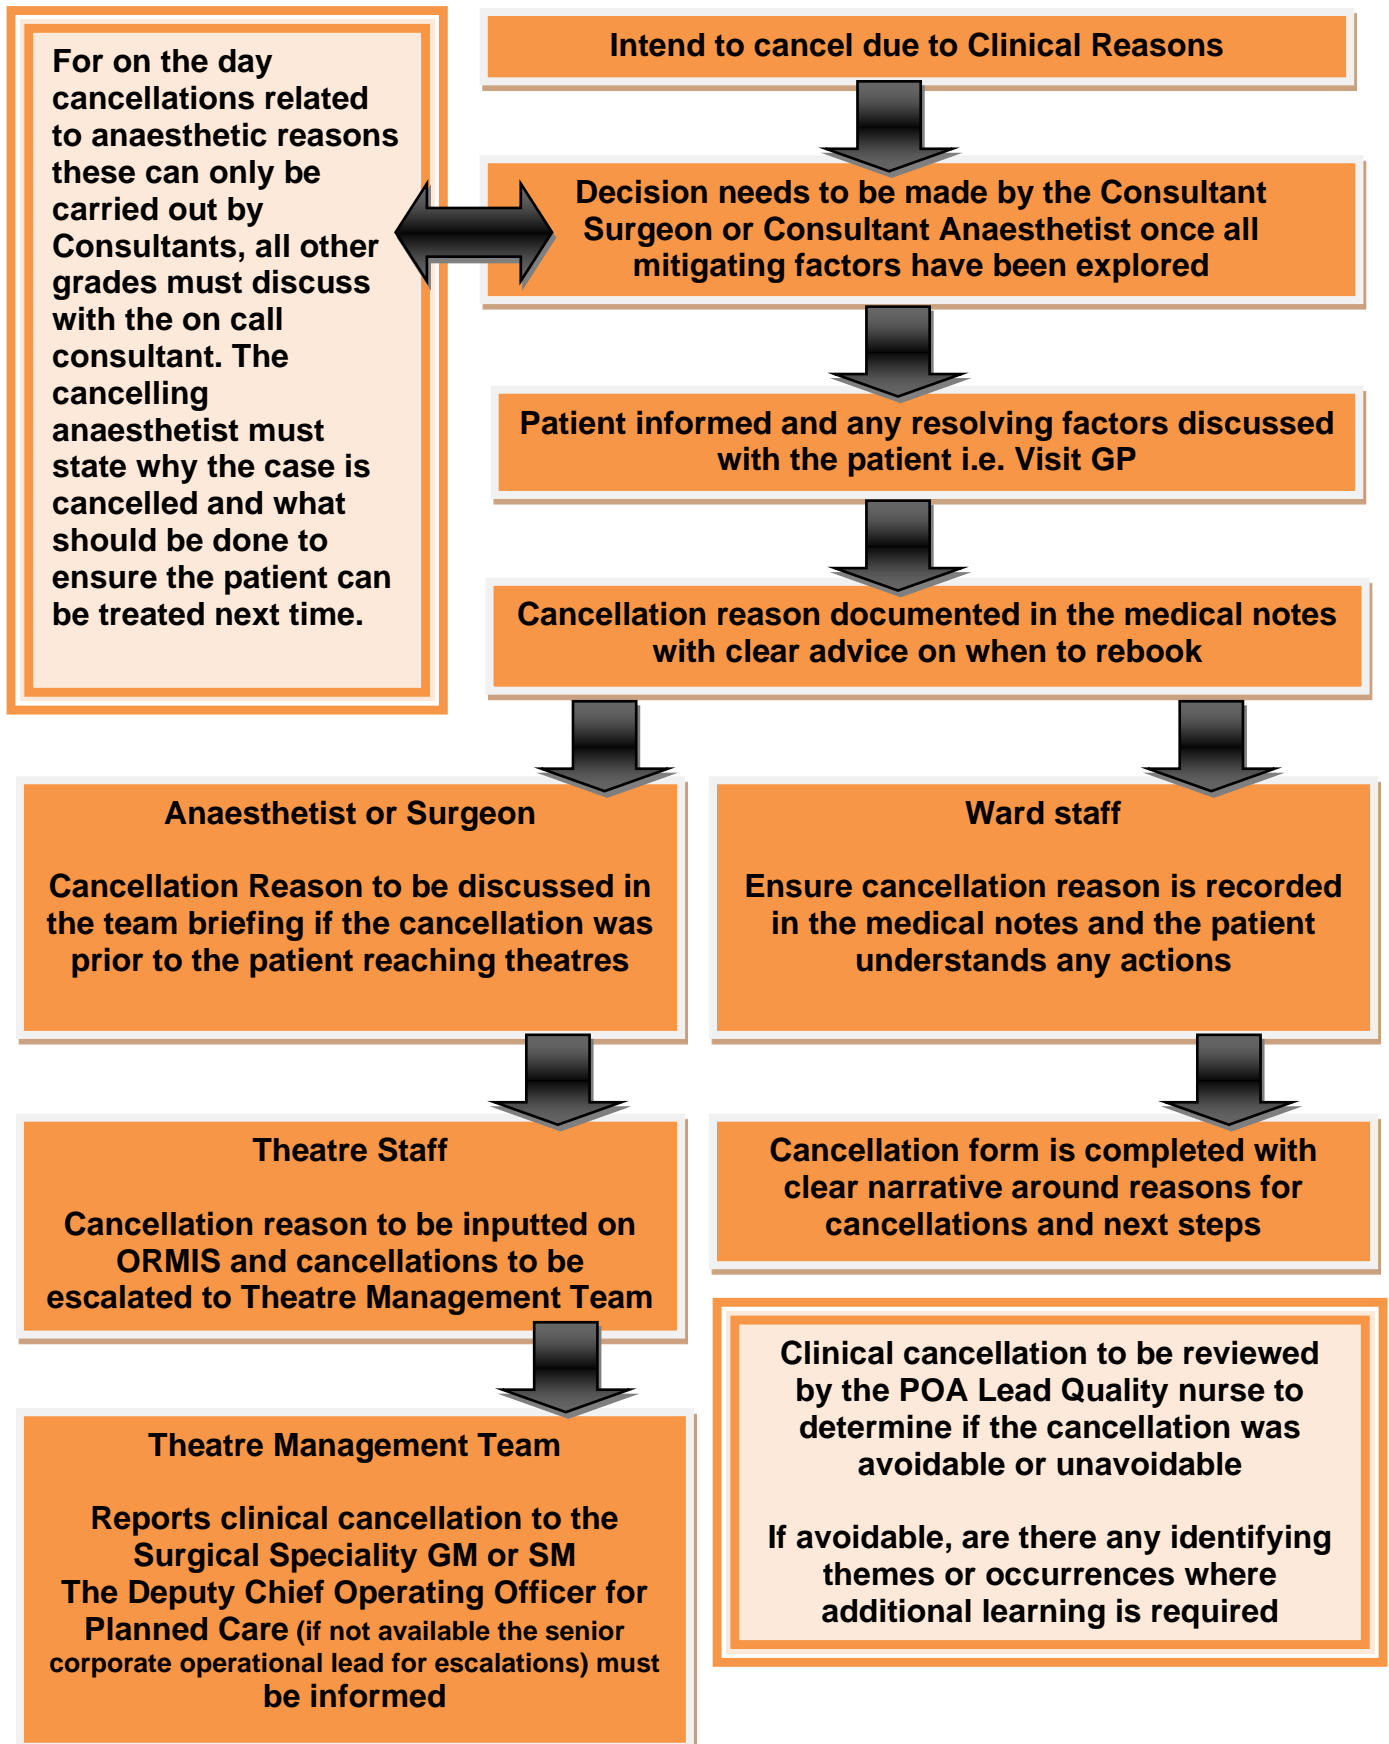 For on the day
cancellations related
to anaesthetic reasons
these can only be
carried out by
Consultants, all other
grades must discuss
with the on call
consultant. The
cancelling
anaesthetist must
state why the case is
cancelled and what
should be done to
ensure the patient can
be treated next time.
Intend to cancel due to Clinical Reasons
Decision needs to be made by the Consultant
Surgeon or Consultant Anaesthetist once all
mitigating factors have been explored
Patient informed and any resolving factors discussed
with the patient i.e. Visit GP
Cancellation reason documented in the medical notes
with clear advice on when to rebook
Anaesthetist or Surgeon
Cancellation Reason to be discussed in
the team briefing if the cancellation was
prior to the patient reaching theatres
Ward staff
Ensure cancellation reason is recorded
in the medical notes and the patient
understands any actions
Theatre Staff
Cancellation reason to be inputted on
ORMIS and cancellations to be
escalated to Theatre Management Team
Cancellation form is completed with
clear narrative around reasons for
cancellations and next steps
Theatre Management Team
Reports clinical cancellation to the
Surgical Speciality GM or SM
The Deputy Chief Operating Officer for
Planned Care (if not available the senior
corporate operational lead for escalations) must
be informed
Clinical cancellation to be reviewed
by the POA Lead Quality nurse to
determine if the cancellation was
avoidable or unavoidable
If avoidable, are there any identifying
themes or occurrences where
additional learning is required